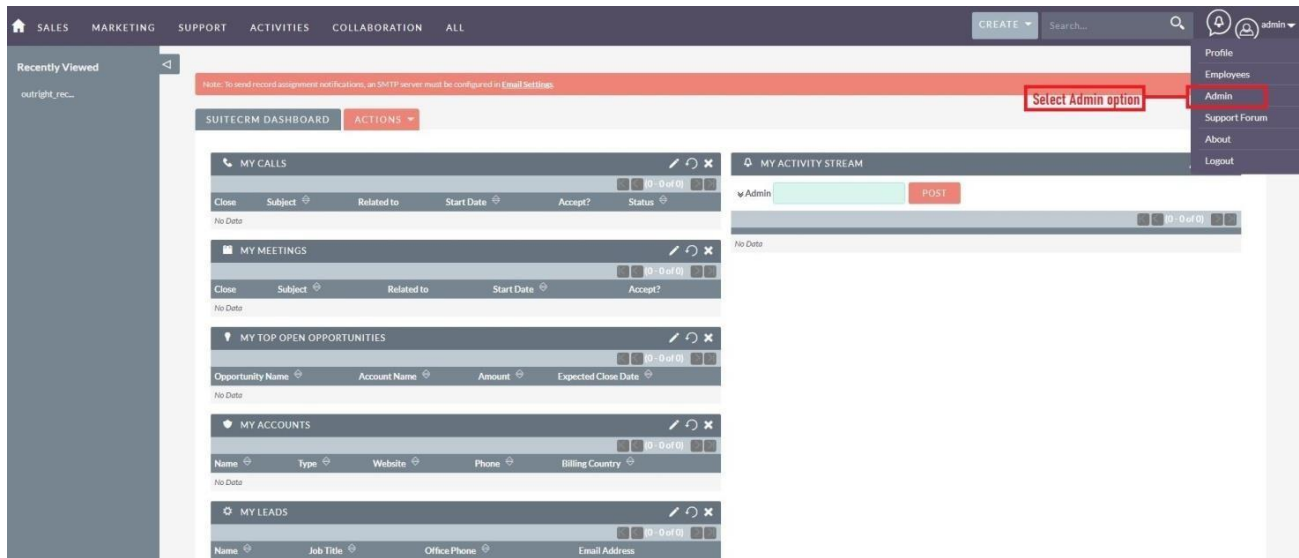 SALES MARKETING SUPPORT ACTIVITIES COLLABORATION ALL CREATE Search... admin
Recently Viewed
outright_rec...
Profile
Employees
Admin
Support Forum
About
Logout
Select Admin option
Note: To send record assignment notifications, an SMTP server must be configured in Email Settings.
SUITECRM DASHBOARD ACTIONS
MY CALLS
(0 - 0 of 0)
Close Subject Related to Start Date Accept? Status
No Data
MY MEETINGS
(0 - 0 of 0)
Close Subject Related to Start Date Accept?
No Data
MY TOP OPEN OPPORTUNITIES
(0 - 0 of 0)
Opportunity Name Account Name Amount Expected Close Date
No Data
MY ACCOUNTS
(0 - 0 of 0)
Name Type Website Phone Billing Country
No Data
MY LEADS
(0 - 0 of 0)
Name Job Title Office Phone Email Address
MY ACTIVITY STREAM
Admin POST
(0 - 0 of 0)
No Data